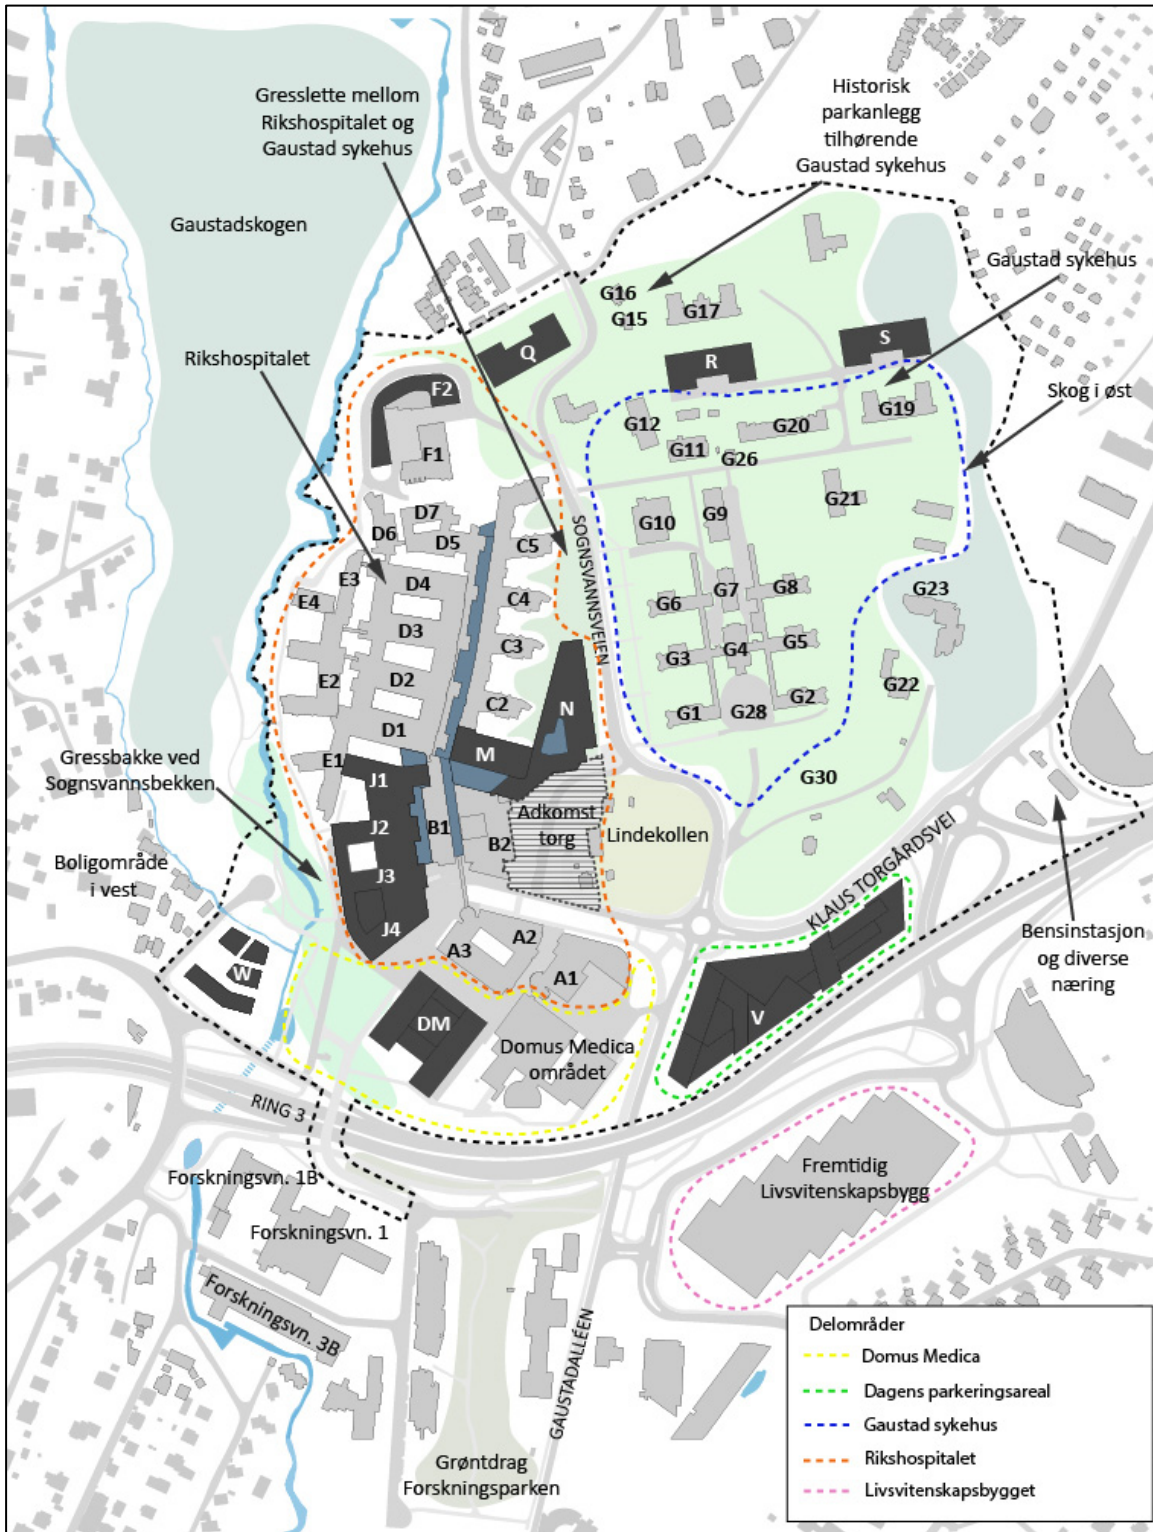 Gresslette mellom
Rikshospitalet og
Gaustad sykehus
Historisk
parkanlegg
tilhørende
Gaustad sykehus
Gaustadskogen
Gaustad sykehus
G16
G15
G17
Rikshospitalet
Q
R
S
Skog i øst
F2
G12
G19
G20
G11
G26
F1
G21
D7
D6
D5
C5
G10
G9
SOGNSVANNSVEIEN
E3
D4
E4
C4
G6
G7
G8
G23
D3
C3
G3
G4
G5
E2
D2
C2
N
G1
G28
G2
G22
D1
M
Gressbakke ved
Sognsvannsbekken
E1
J1
G30
Adkomst
torg
Lindekollen
J2
B1
B2
J3
Boligområde
i vest
KLAUS TORGÅRDSVEI
J4
A3
A2
A1
Bensinstasjon
og diverse
næring
W
DM
V
Domus Medica
området
RING 3
Forskningsvn. 1B
Fremtidig
Livsvitenskapsbygg
Forskningsvn. 1
Forskningsvn. 3B
GAUSTADALLÉEN
Grøntdrag
Forskningsparken
Delområder
Domus Medica
Dagens parkeringsareal
Gaustad sykehus
Rikshospitalet
Livsvitenskapsbygget